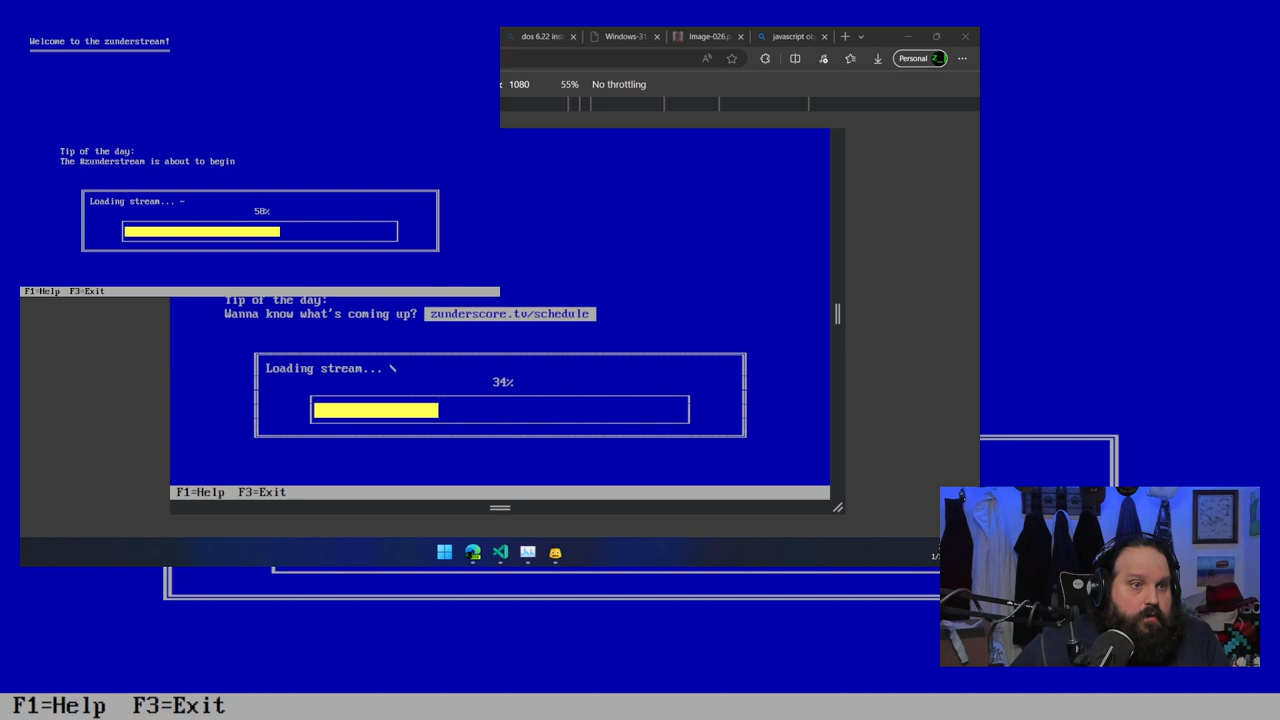 Welcome to the zunderstream!
dos 6.22 inst
Windows-31
Image-026.p
javascript ob
Personal
1080
55%
No throttling
Tip of the day:
The #zunderstream is about to begin
Loading stream... -
58%
F1=Help F3=Exit
Tip of the day:
Wanna know what's coming up? zunderscore.tv/schedule
Loading stream... \
34%
F1=Help F3=Exit
F1=Help F3=Exit